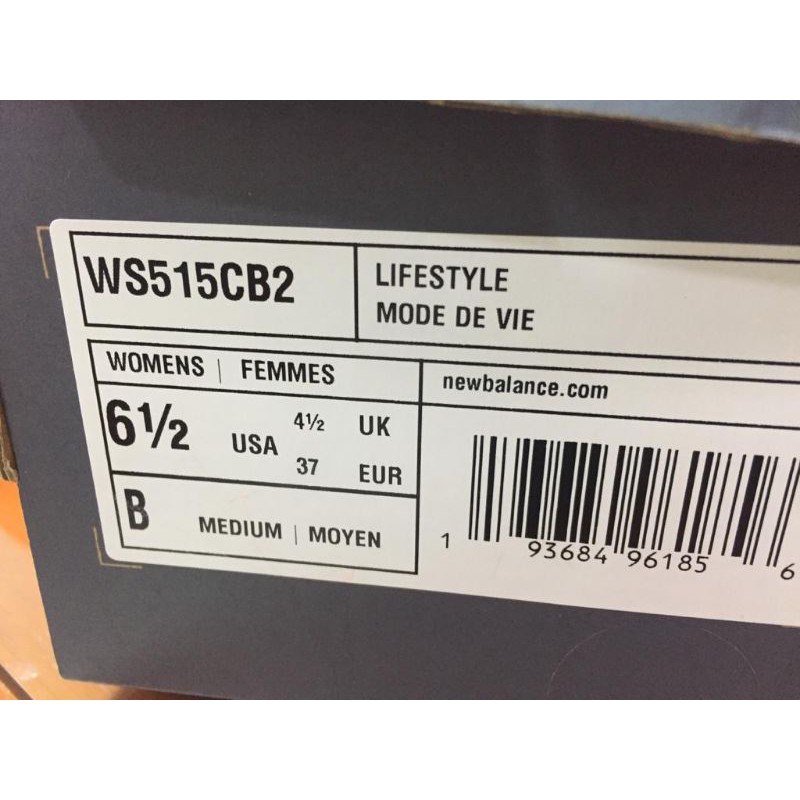 WS515CB2
LIFESTYLE
MODE DE VIE
WOMENS | FEMMES
newbalance.com
6½ USA
4½ UK
37 EUR
B MEDIUM | MOYEN
1 93684 96185 6